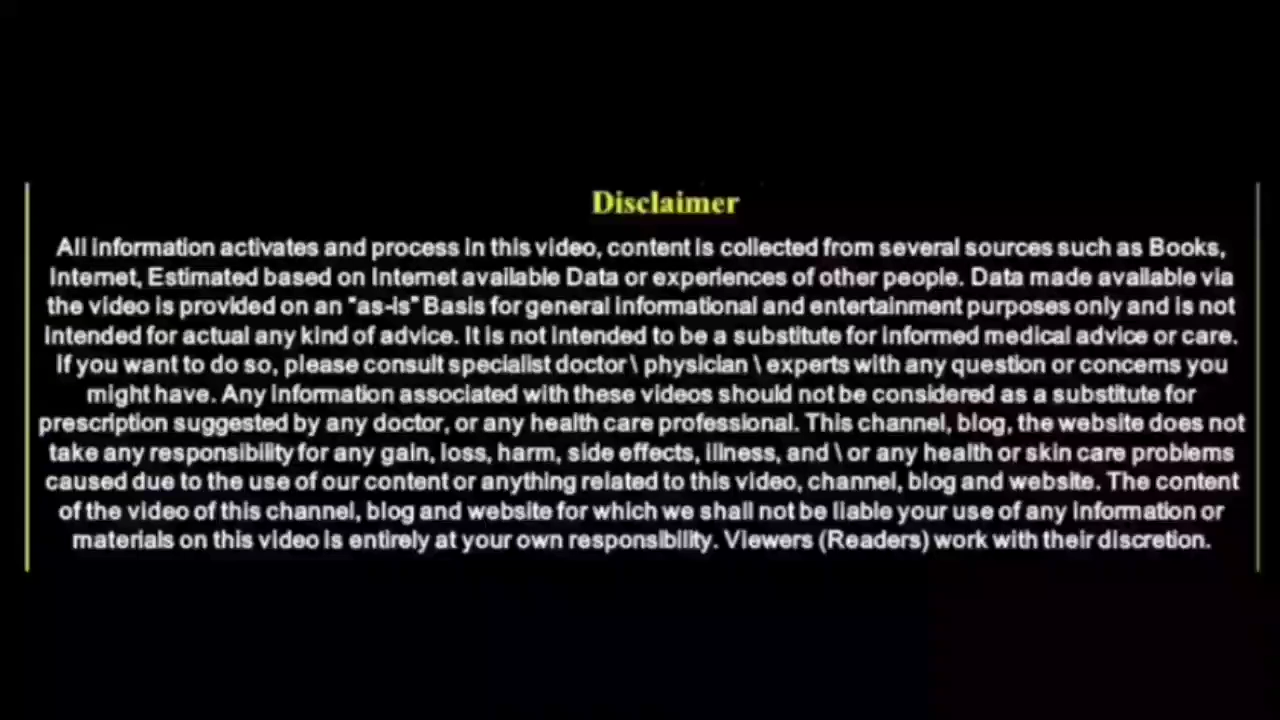 Disclaimer
All information activates and process in this video, content is collected from several sources such as Books,
Internet, Estimated based on Internet available Data or experiences of other people. Data made available via
the video is provided on an "as-is" Basis for general informational and entertainment purposes only and is not
intended for actual any kind of advice. It is not intended to be a substitute for informed medical advice or care.
If you want to do so, please consult specialist doctor \ physician \ experts with any question or concerns you
might have. Any information associated with these videos should not be considered as a substitute for
prescription suggested by any doctor, or any health care professional. This channel, blog, the website does not
take any responsibility for any gain, loss, harm, side effects, illness, and \ or any health or skin care problems
caused due to the use of our content or anything related to this video, channel, blog and website. The content
of the video of this channel, blog and website for which we shall not be liable your use of any information or
materials on this video is entirely at your own responsibility. Viewers (Readers) work with their discretion.